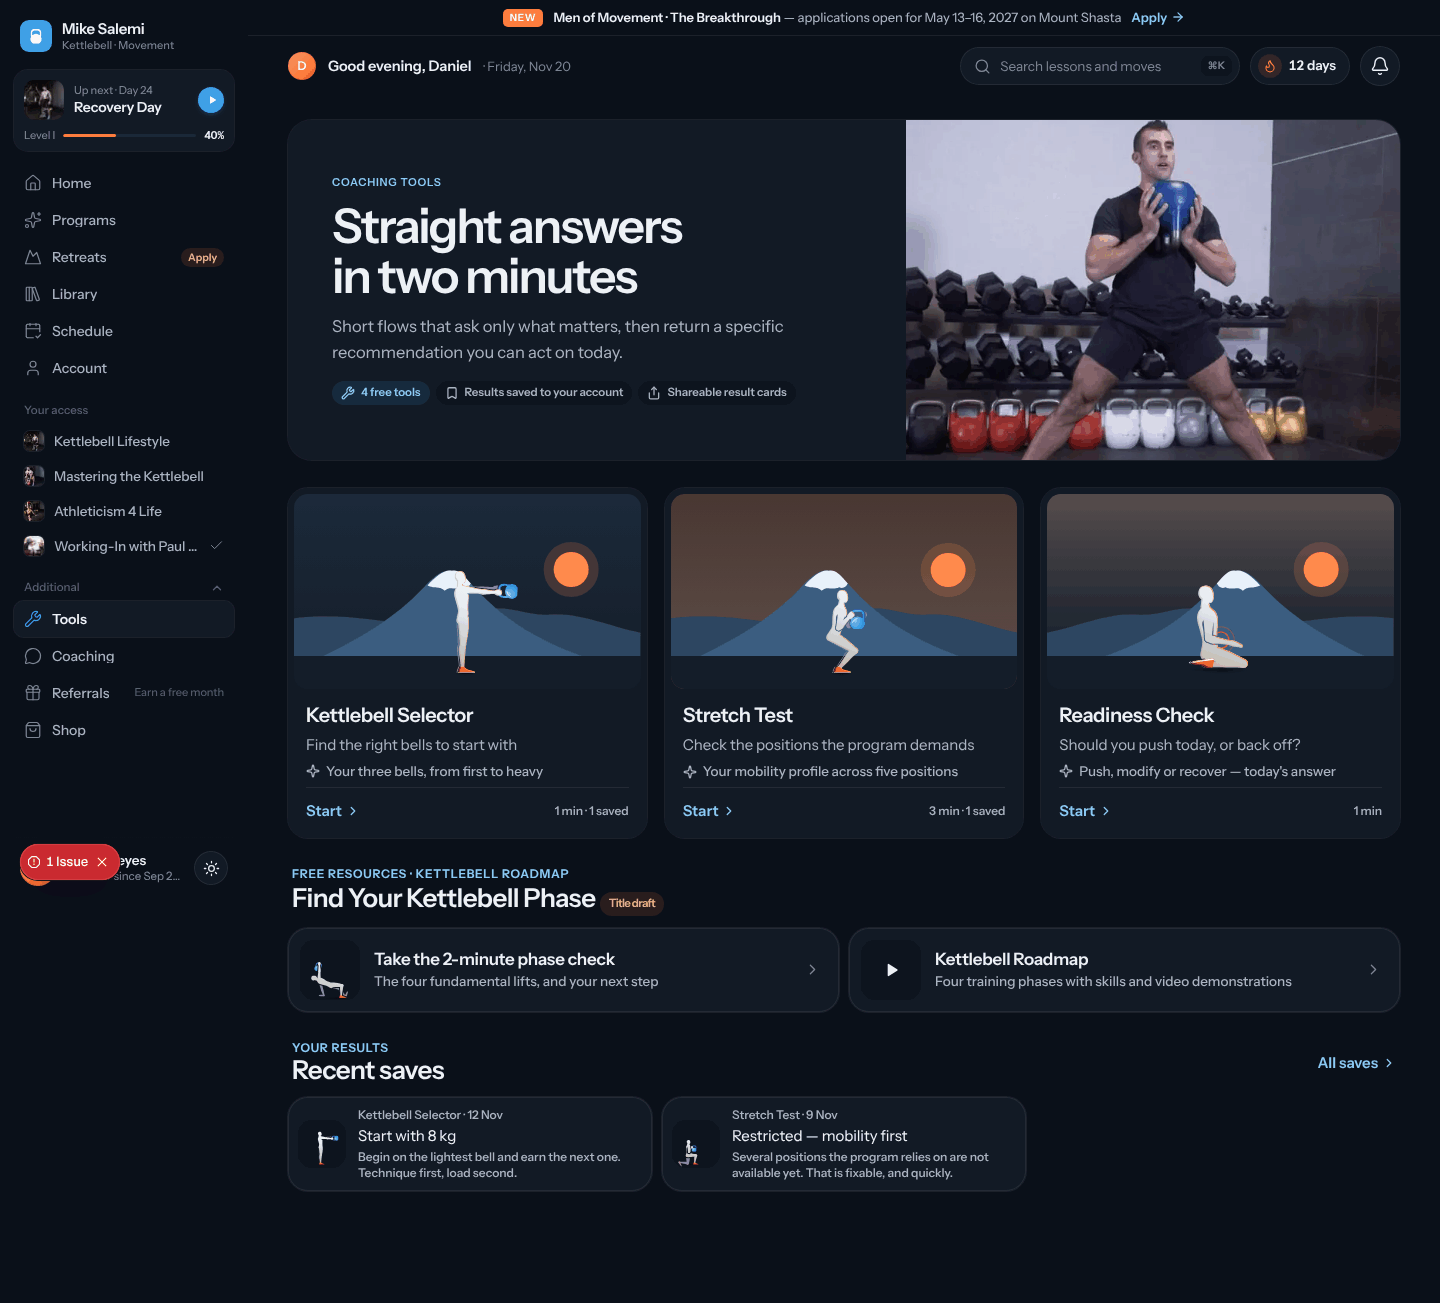 NEW Men of Movement · The Breakthrough — applications open for May 13–16, 2027 on Mount Shasta Apply →
Mike Salemi
Kettlebell · Movement
Up next · Day 24
Recovery Day
Level I 40%
Home
Programs
Retreats Apply
Library
Schedule
Account
Your access
Kettlebell Lifestyle
Mastering the Kettlebell
Athleticism 4 Life
Working-In with Paul ...
Additional
Tools
Coaching
Referrals Earn a free month
Shop
1 Issue
eyes
since Sep 2...
D Good evening, Daniel · Friday, Nov 20
Search lessons and moves ⌘K
12 days
COACHING TOOLS
Straight answers
in two minutes
Short flows that ask only what matters, then return a specific
recommendation you can act on today.
4 free tools Results saved to your account Shareable result cards
Kettlebell Selector
Find the right bells to start with
Your three bells, from first to heavy
Start 1 min · 1 saved
Stretch Test
Check the positions the program demands
Your mobility profile across five positions
Start 3 min · 1 saved
Readiness Check
Should you push today, or back off?
Push, modify or recover — today's answer
Start 1 min
FREE RESOURCES · KETTLEBELL ROADMAP
Find Your Kettlebell Phase Title draft
Take the 2-minute phase check
The four fundamental lifts, and your next step
Kettlebell Roadmap
Four training phases with skills and video demonstrations
YOUR RESULTS
Recent saves
All saves
Kettlebell Selector · 12 Nov
Start with 8 kg
Begin on the lightest bell and earn the next one.
Technique first, load second.
Stretch Test · 9 Nov
Restricted — mobility first
Several positions the program relies on are not
available yet. That is fixable, and quickly.